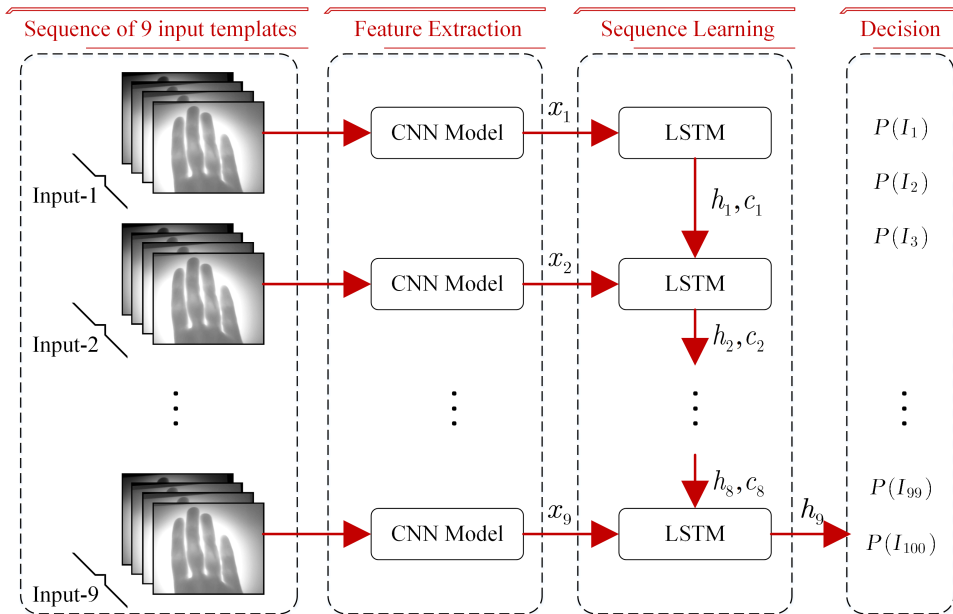 Sequence of 9 input templates
Feature Extraction
Sequence Learning
Decision
Input-1
CNN Model
x₁
LSTM
h₁, c₁
Input-2
CNN Model
x₂
LSTM
h₂, c₂
⋮ ⋮ ⋮ ⋮
h₈, c₈
Input-9
CNN Model
x₉
LSTM
h₉
P(I₁)
P(I₂)
P(I₃)
P(I₉₉)
P(I₁₀₀)